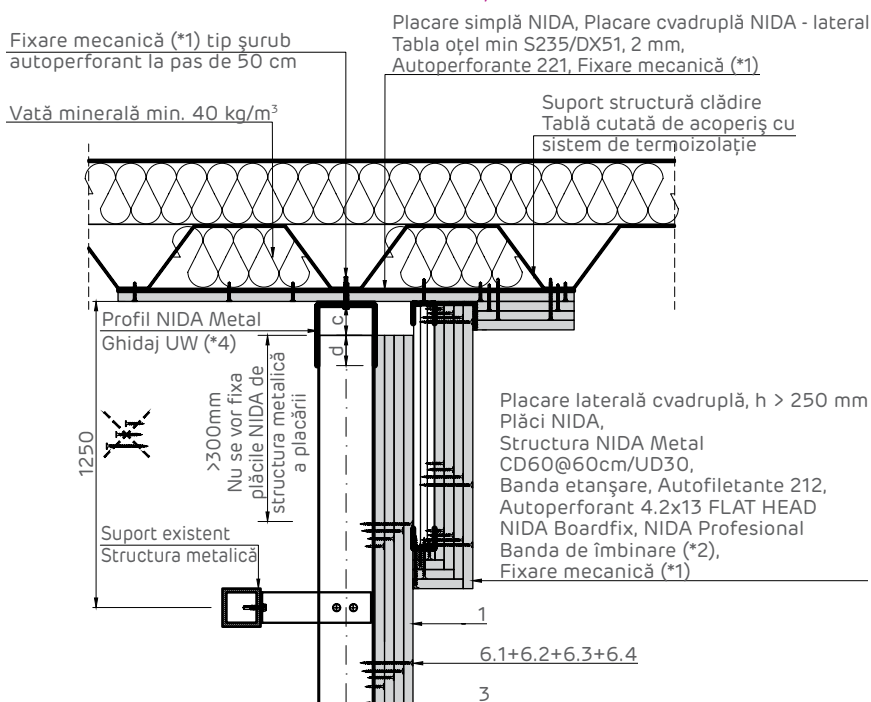 Fixare mecanică (*1) tip șurub
autoperforant la pas de 50 cm
Vată minerală min. 40 kg/m³
Placare simplă NIDA, Placare cvadruplă NIDA - lateral
Tabla oțel min S235/DX51, 2 mm,
Autoperforante 221, Fixare mecanică (*1)
Suport structură clădire
Tablă cutată de acoperiș cu
sistem de termoizolație
Profil NIDA Metal
Ghidaj UW (*4)
c
d
>300mm
Nu se vor fixa
plăcile NIDA de
structura metalică
a placării
1250
Suport existent
Structura metalică
Placare laterală cvadruplă, h > 250 mm
Plăci NIDA,
Structura NIDA Metal
CD60@60cm/UD30,
Banda etanșare, Autofiletante 212,
Autoperforant 4.2x13 FLAT HEAD
NIDA Boardfix, NIDA Profesional
Banda de îmbinare (*2),
Fixare mecanică (*1)
1
6.1+6.2+6.3+6.4
3